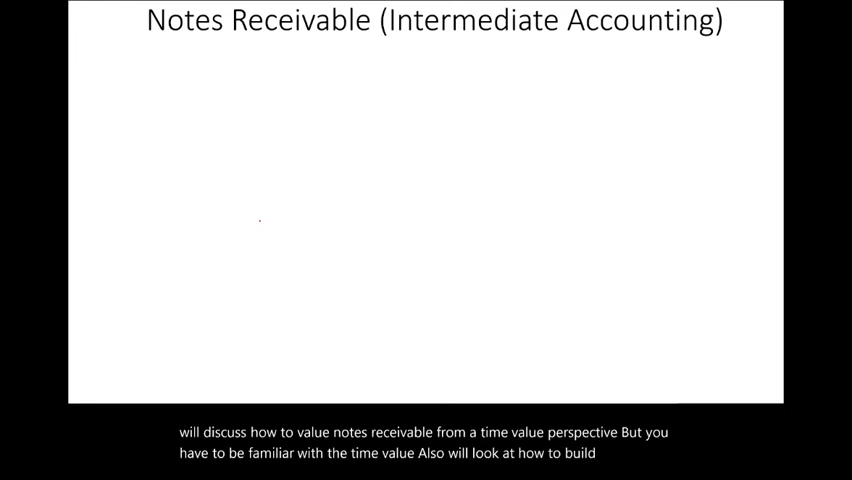 Notes Receivable (Intermediate Accounting)
will discuss how to value notes receivable from a time value perspective But you
have to be familiar with the time value Also will look at how to build